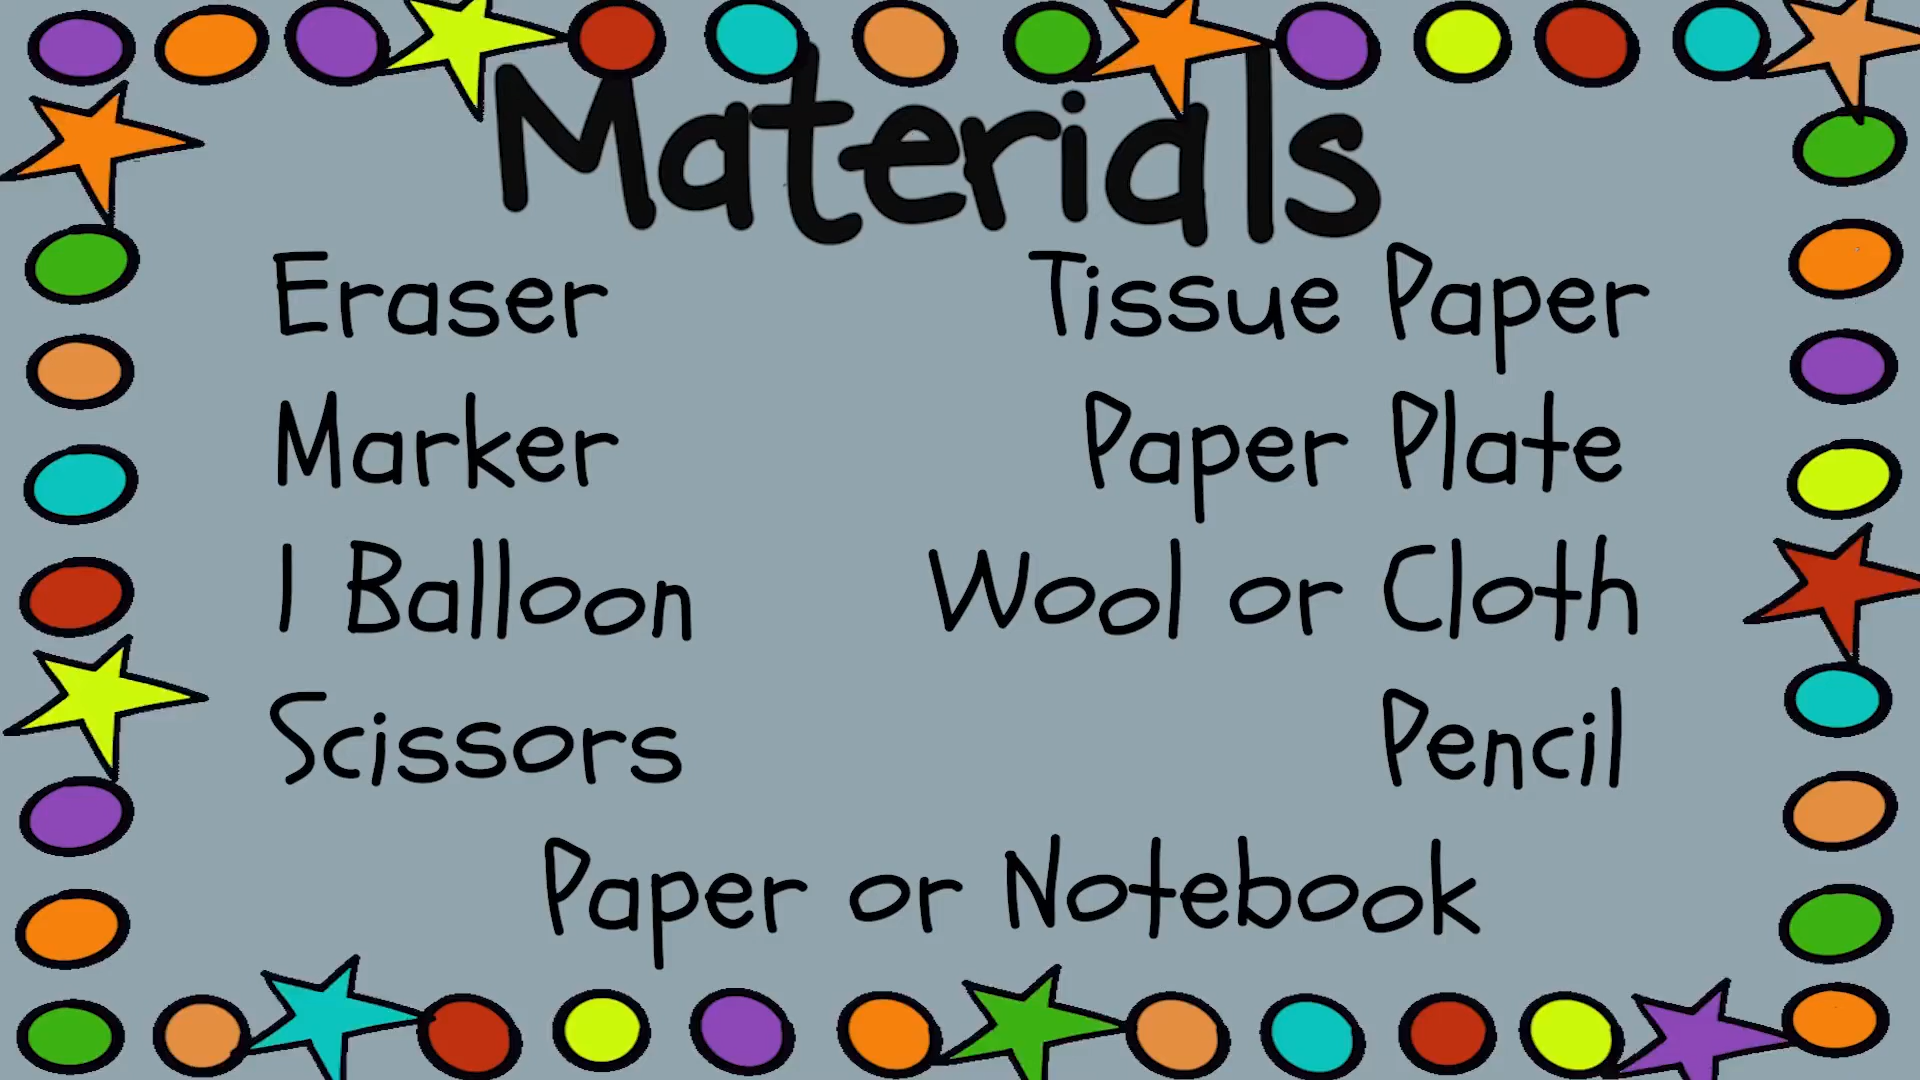 Materials
Eraser
Marker
1 Balloon
Scissors
Tissue Paper
Paper Plate
Wool or Cloth
Pencil
Paper or Notebook